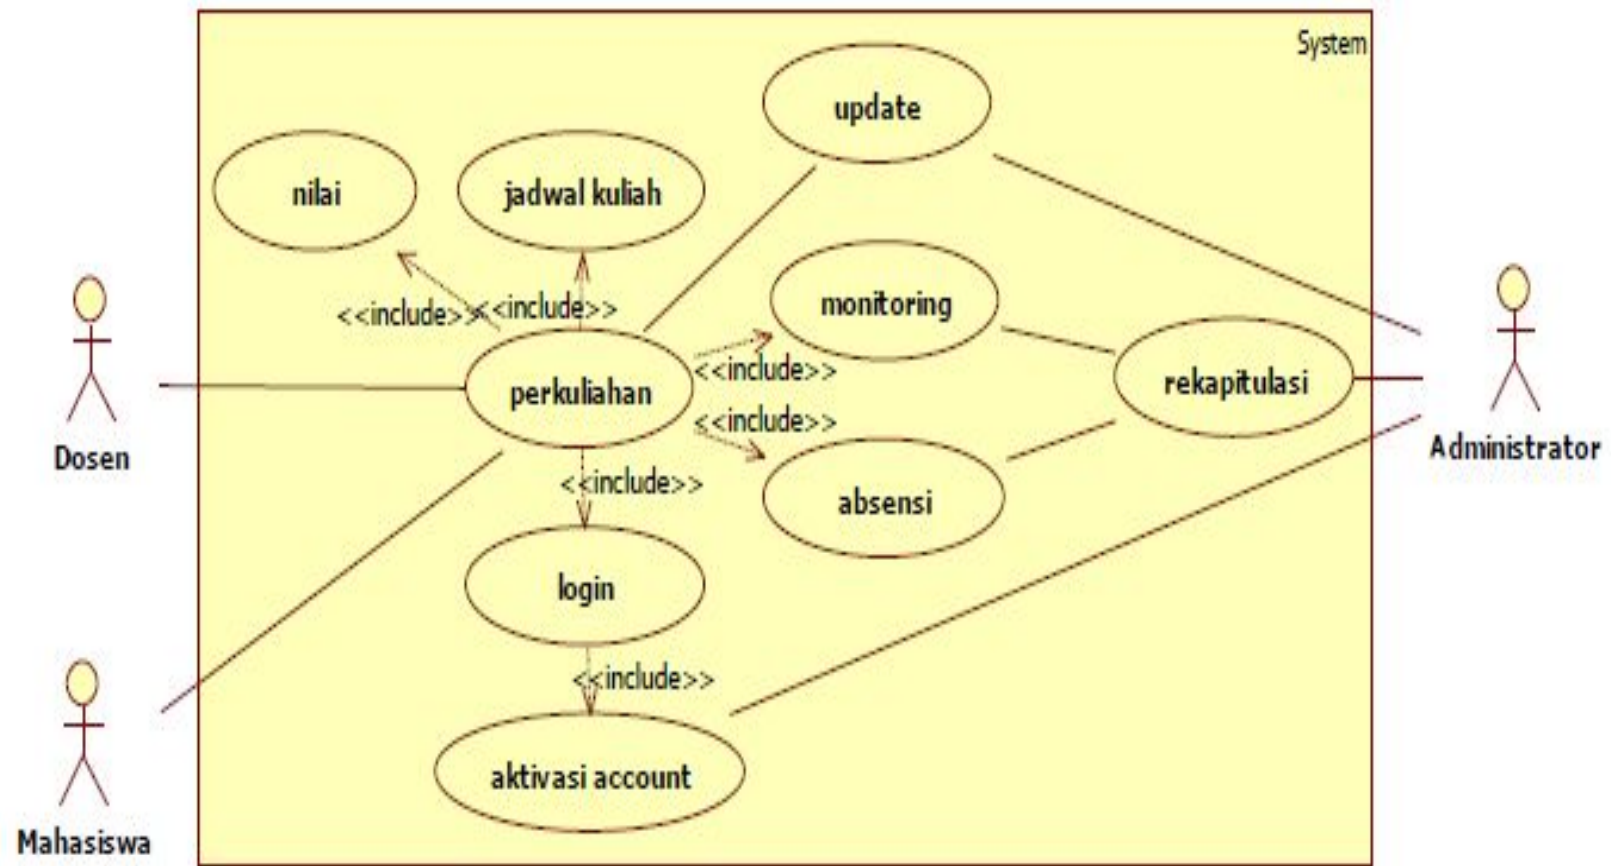 System
update
nilai
jadwal kuliah
<<include>>
<<include>>
monitoring
<<include>>
perkuliahan
rekapitulasi
<<include>>
Dosen
Administrator
<<include>>
absensi
login
<<include>>
aktivasi account
Mahasiswa